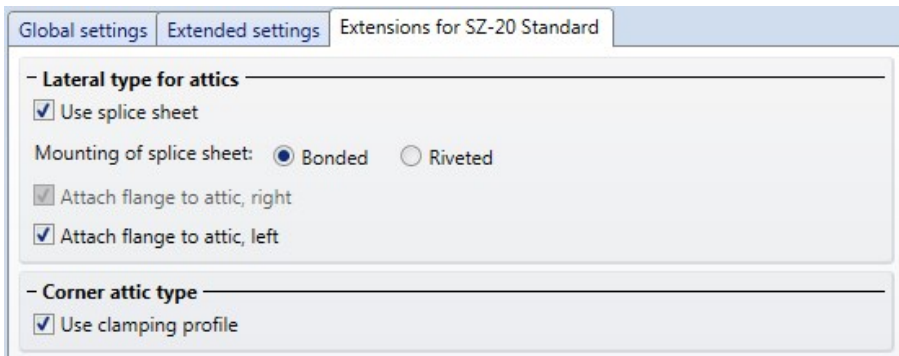 Global settings Extended settings Extensions for SZ-20 Standard
Lateral type for attics
Use splice sheet
Mounting of splice sheet: Bonded Riveted
Attach flange to attic, right
Attach flange to attic, left
Corner attic type
Use clamping profile